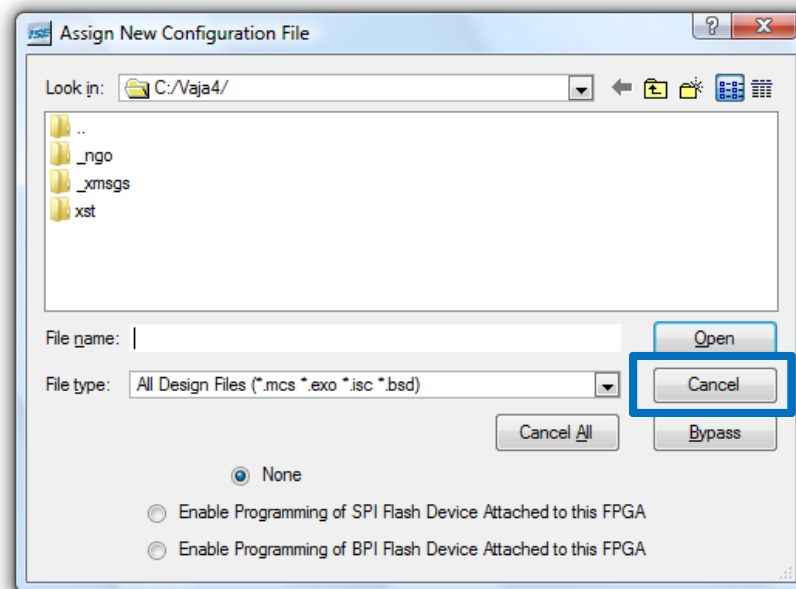 ISE Assign New Configuration File
Look in: C:/Vaja4/
..
_ngo
_xmsgs
xst
File name: Open
File type: All Design Files (*.mcs *.exo *.isc *.bsd) Cancel
Cancel All Bypass
None
Enable Programming of SPI Flash Device Attached to this FPGA
Enable Programming of BPI Flash Device Attached to this FPGA